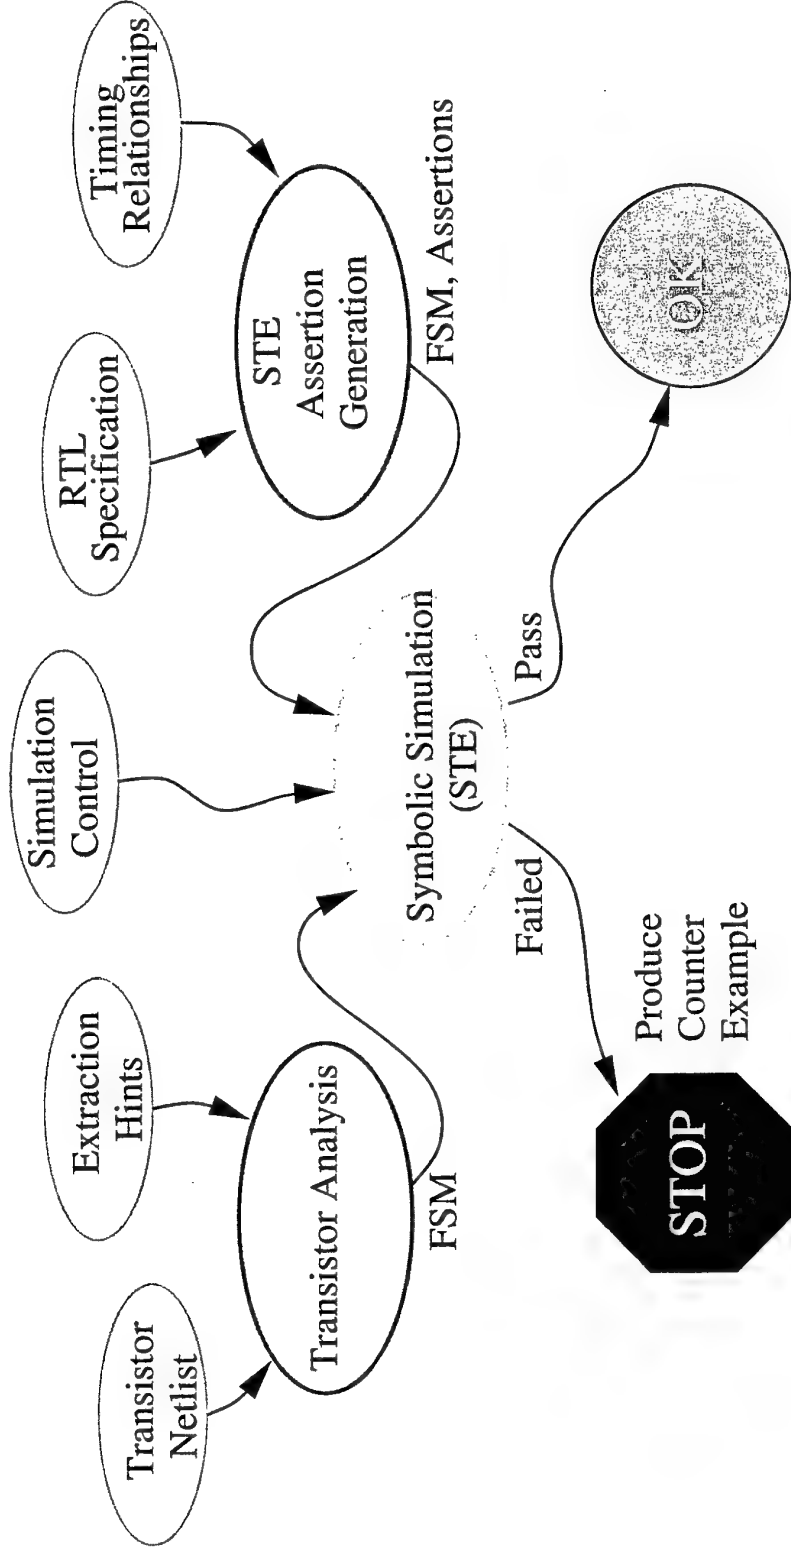 Transistor
Netlist
Extraction
Hints
Simulation
Control
RTL
Specification
Timing
Relationships
Transistor Analysis
STE
Assertion
Generation
FSM
FSM, Assertions
Symbolic Simulation
(STE)
Failed
Pass
STOP
Produce
Counter
Example
OK